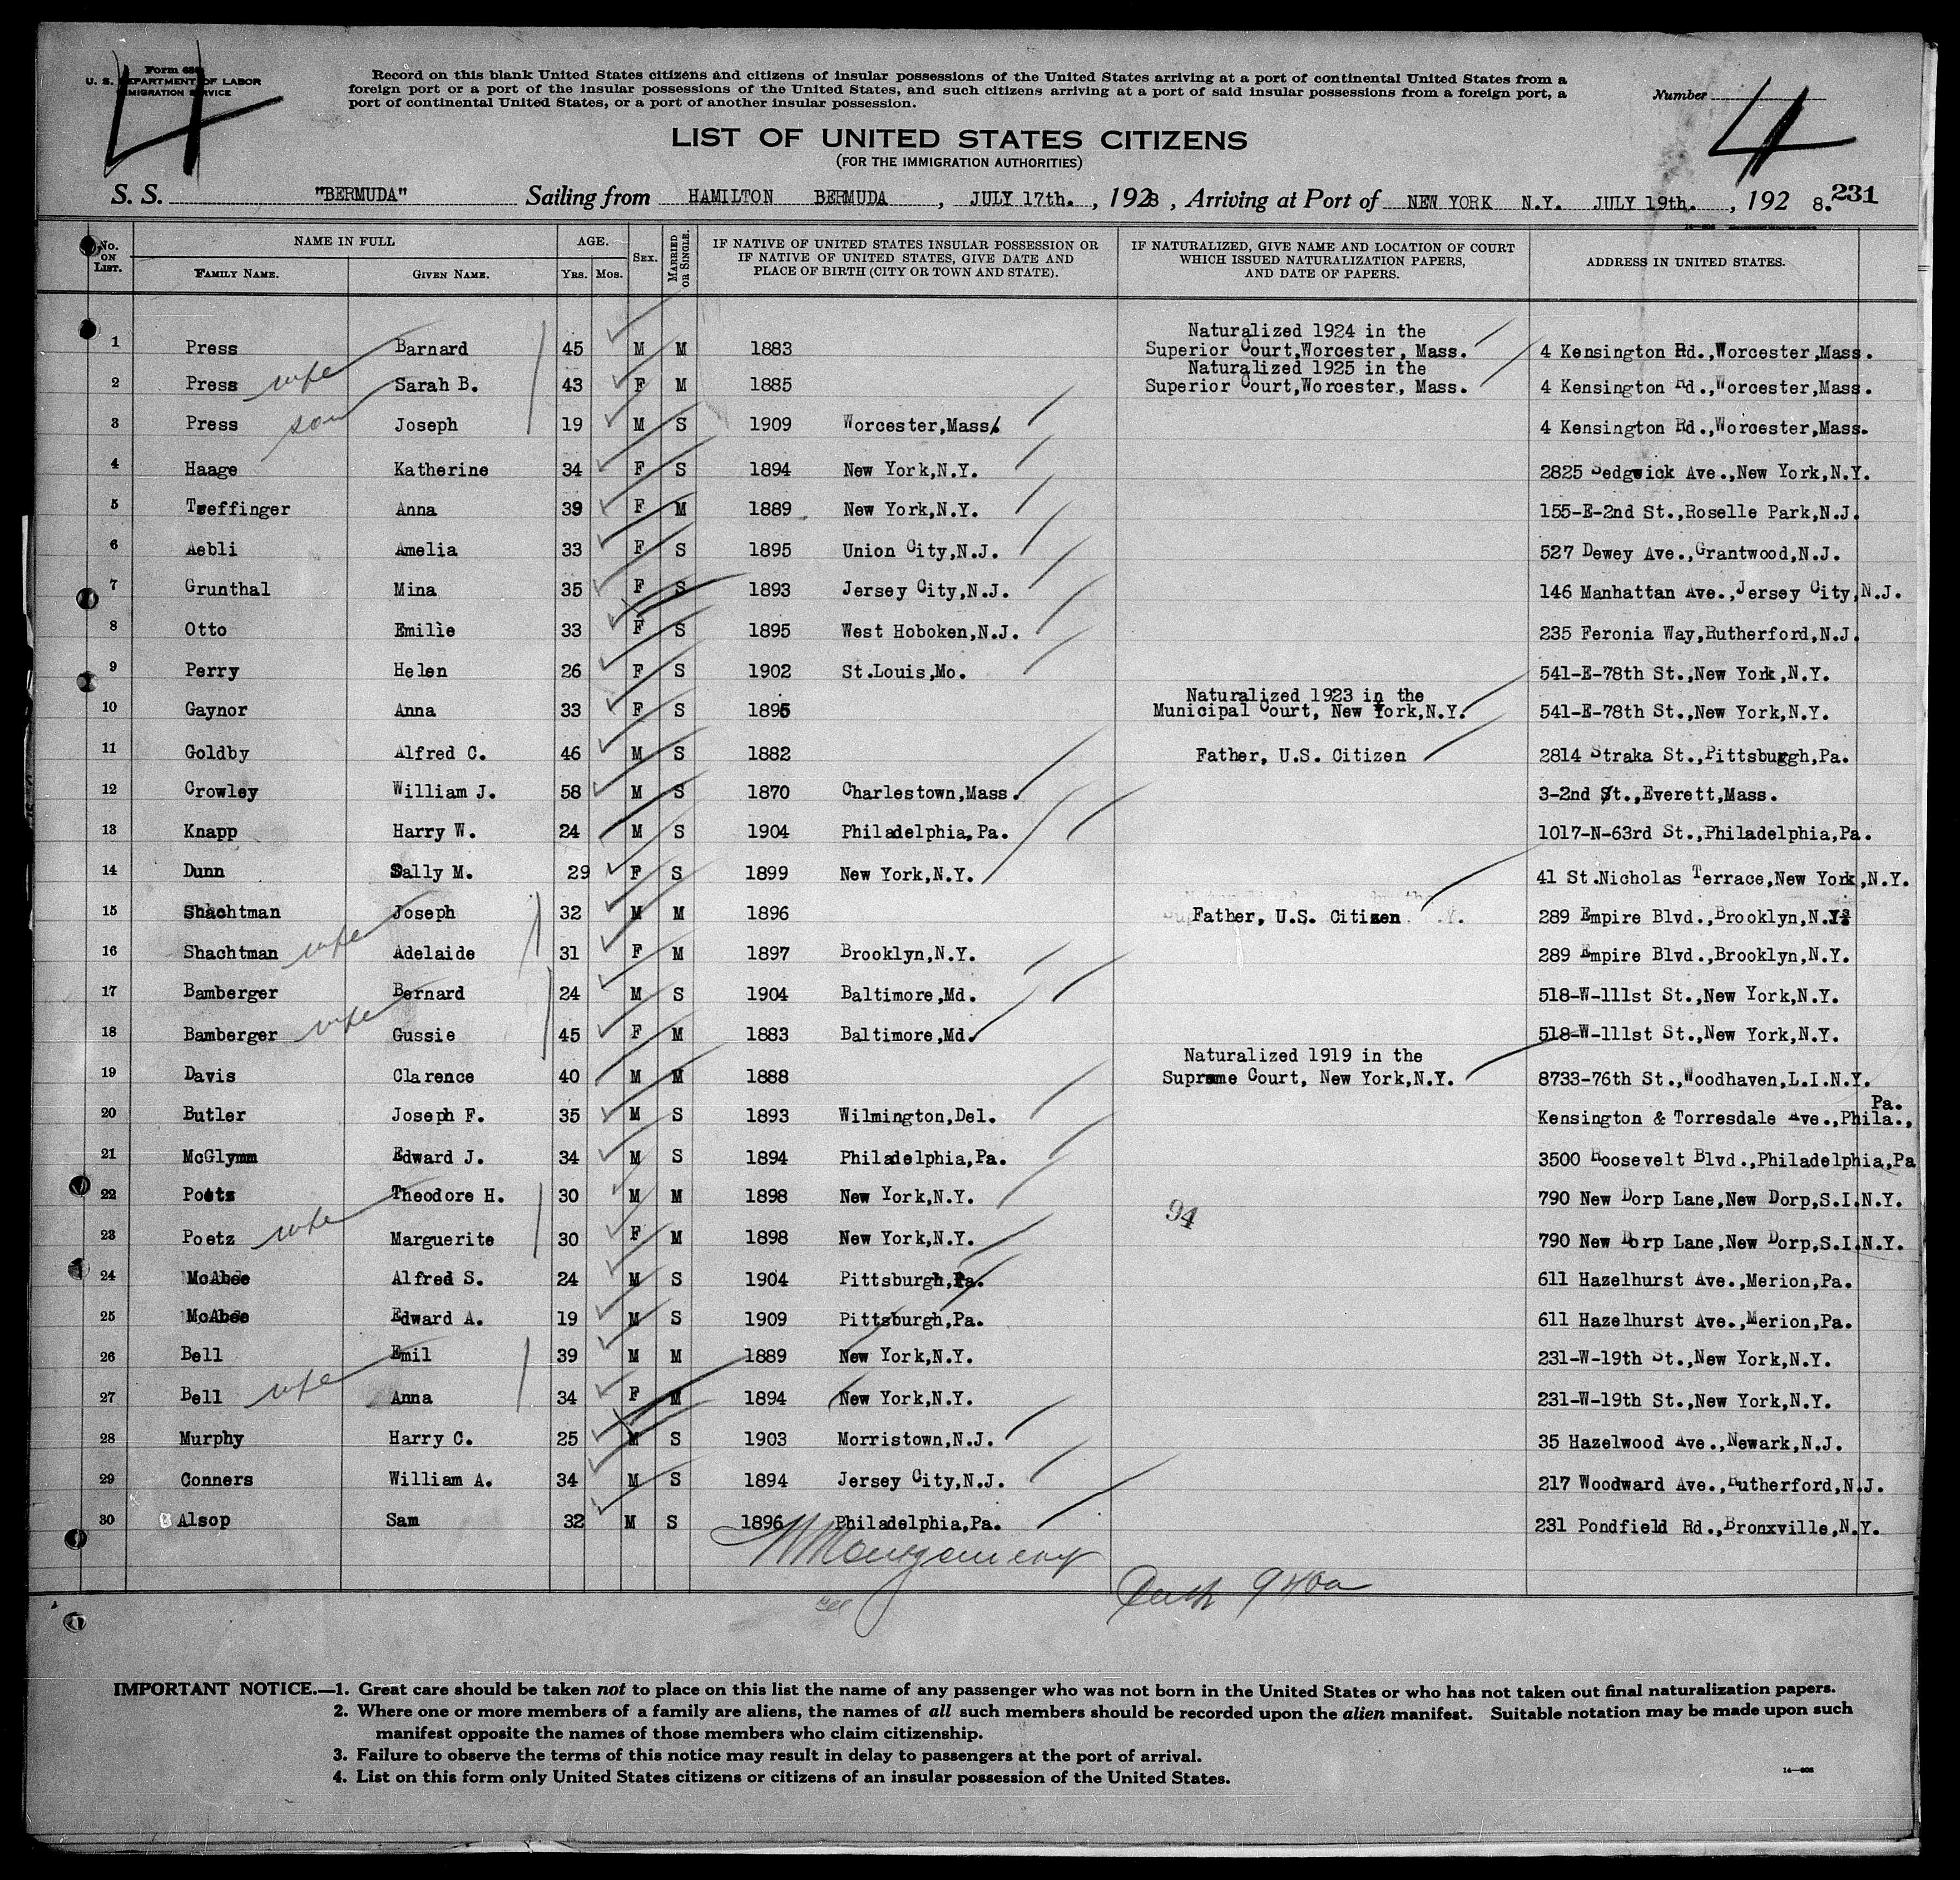 4
Form 630
U. S. DEPARTMENT OF LABOR
IMMIGRATION SERVICE
Record on this blank United States citizens and citizens of insular possessions of the United States arriving at a port of continental United States from a
foreign port or a port of the insular possessions of the United States, and such citizens arriving at a port of said insular possessions from a foreign port, a
port of continental United States, or a port of another insular possession.
Number 4
LIST OF UNITED STATES CITIZENS
(FOR THE IMMIGRATION AUTHORITIES)
S. S. "BERMUDA" Sailing from HAMILTON BERMUDA, JULY 17th., 1928, Arriving at Port of NEW YORK N.Y. JULY 19th., 192 8. 231
No. ON LIST. NAME IN FULL FAMILY NAME. GIVEN NAME. AGE. YRS. MOS. SEX. MARRIED OR SINGLE. IF NATIVE OF UNITED STATES INSULAR POSSESSION OR IF NATIVE OF UNITED STATES, GIVE DATE AND PLACE OF BIRTH (CITY OR TOWN AND STATE). IF NATURALIZED, GIVE NAME AND LOCATION OF COURT WHICH ISSUED NATURALIZATION PAPERS, AND DATE OF PAPERS. ADDRESS IN UNITED STATES.
1 Press Barnard 45 M M 1883 Naturalized 1924 in the Superior Court,Worcester, Mass. 4 Kensington Rd.,Worcester,Mass.
2 Press wife Sarah B. 43 F M 1885 Naturalized 1925 in the Superior Court,Worcester, Mass. 4 Kensington Rd.,Worcester,Mass.
3 Press son Joseph 19 M S 1909 Worcester,Mass. 4 Kensington Rd.,Worcester,Mass.
4 Haage Katherine 34 F S 1894 New York,N.Y. 2825 Sedgwick Ave.,New York,N.Y.
5 Treffinger Anna 39 F M 1889 New York,N.Y. 155-E-2nd St.,Roselle Park,N.J.
6 Aebli Amelia 33 F S 1895 Union City,N.J. 527 Dewey Ave.,Grantwood,N.J.
7 Grunthal Mina 35 F S 1893 Jersey City,N.J. 146 Manhattan Ave.,Jersey City,N.J.
8 Otto Emilie 33 F S 1895 West Hoboken,N.J. 235 Feronia Way,Rutherford,N.J.
9 Perry Helen 26 F S 1902 St.Louis,Mo. 541-E-78th St.,New York,N.Y.
10 Gaynor Anna 33 F S 1895 Naturalized 1923 in the Municipal Court, New York,N.Y. 541-E-78th St.,New York,N.Y.
11 Goldby Alfred C. 46 M S 1882 Father, U.S. Citizen 2814 Straka St.,Pittsburgh,Pa.
12 Crowley William J. 58 M S 1870 Charlestown,Mass. 3-2nd St.,Everett,Mass.
13 Knapp Harry W. 24 M S 1904 Philadelphia,Pa. 1017-N-63rd St.,Philadelphia,Pa.
14 Dunn Sally M. 29 F S 1899 New York,N.Y. 41 St.Nicholas Terrace,New York,N.Y.
15 Shachtman Joseph 32 M M 1896 Father, U.S. Citizen 289 Empire Blvd.,Brooklyn,N.Y.
16 Shachtman wife Adelaide 31 F M 1897 Brooklyn,N.Y. 289 Empire Blvd.,Brooklyn,N.Y.
17 Bamberger Bernard 24 M S 1904 Baltimore,Md. 518-W-111st St.,New York,N.Y.
18 Bamberger wife Gussie 45 F M 1883 Baltimore,Md. 518-W-111st St.,New York,N.Y.
19 Davis Clarence 40 M M 1888 Naturalized 1919 in the Supreme Court, New York,N.Y. 8733-76th St.,Woodhaven,L.I.N.Y.
20 Butler Joseph F. 35 M S 1893 Wilmington,Del. Kensington & Torresdale Ave.,Phila., Pa.
21 McGlynn Edward J. 34 M S 1894 Philadelphia,Pa. 3500 Roosevelt Blvd.,Philadelphia,Pa
22 Poetz Theodore H. 30 M M 1898 New York,N.Y. 790 New Dorp Lane,New Dorp,S.I.N.Y.
23 Poetz wife Marguerite 30 F M 1898 New York,N.Y. 94 790 New Dorp Lane,New Dorp,S.I.N.Y.
24 McAbee Alfred S. 24 M S 1904 Pittsburgh,Pa. 611 Hazelhurst Ave.,Merion,Pa.
25 McAbee Edward A. 19 M S 1909 Pittsburgh,Pa. 611 Hazelhurst Ave.,Merion,Pa.
26 Bell Emil 39 M M 1889 New York,N.Y. 231-W-19th St.,New York,N.Y.
27 Bell wife Anna 34 F M 1894 New York,N.Y. 231-W-19th St.,New York,N.Y.
28 Murphy Harry C. 25 M S 1903 Morristown,N.J. 35 Hazelwood Ave.,Newark,N.J.
29 Conners William A. 34 M S 1894 Jersey City,N.J. 217 Woodward Ave.,Rutherford,N.J.
30 Alsop Sam 32 M S 1896 Philadelphia,Pa. 231 Pondfield Rd.,Bronxville,N.Y.
Montgomery
940a
IMPORTANT NOTICE.—1. Great care should be taken not to place on this list the name of any passenger who was not born in the United States or who has not taken out final naturalization papers.
2. Where one or more members of a family are aliens, the names of all such members should be recorded upon the alien manifest. Suitable notation may be made upon such
manifest opposite the names of those members who claim citizenship.
3. Failure to observe the terms of this notice may result in delay to passengers at the port of arrival.
4. List on this form only United States citizens or citizens of an insular possession of the United States.